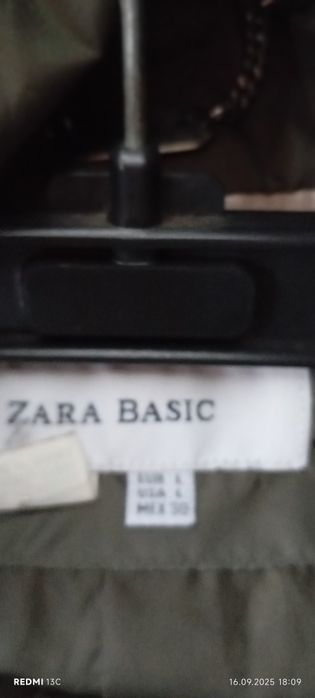 ZARA BASIC
EUR L
USA L
MEX 30
REDMI 13C
16.09.2025 18:09